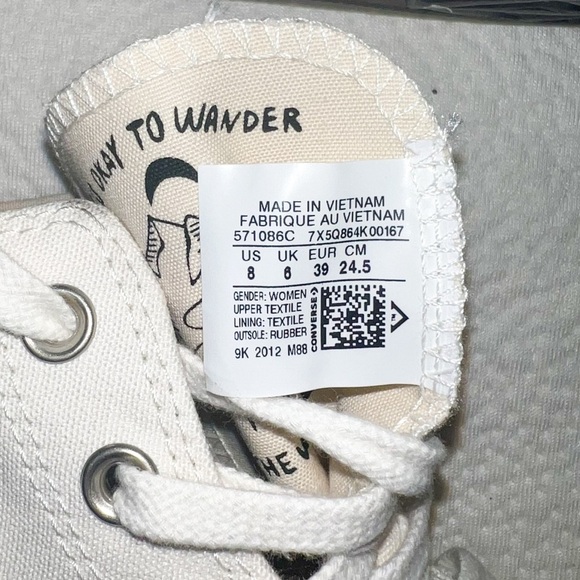 OKAY TO WANDER
MADE IN VIETNAM
FABRIQUE AU VIETNAM
571086C 7X5Q864K00167
US UK EUR CM
8 6 39 24.5
GENDER: WOMEN
UPPER TEXTILE
LINING: TEXTILE
OUTSOLE: RUBBER
9K 2012 M88
CONVERSE
THE